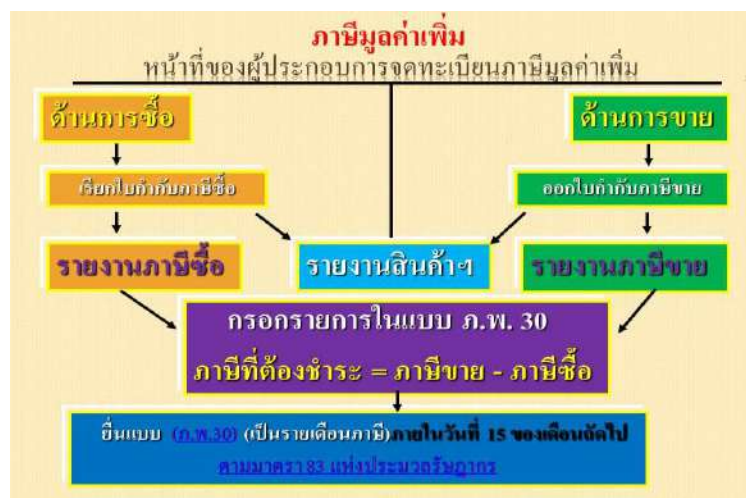 ภาษีมูลค่าเพิ่ม
หน้าที่ของผู้ประกอบการจดทะเบียนภาษีมูลค่าเพิ่ม
ด้านการซื้อ
ด้านการขาย
เรียกใบกำกับภาษีซื้อ
ออกใบกำกับภาษีขาย
รายงานภาษีซื้อ
รายงานสินค้าฯ
รายงานภาษีขาย
กรอกรายการในแบบ ภ.พ. 30
ภาษีที่ต้องชำระ = ภาษีขาย - ภาษีซื้อ
ยื่นแบบ (ภ.พ.30) (เป็นรายเดือนภาษี)ภายในวันที่ 15 ของเดือนถัดไป
ตามมาตรา 83 แห่งประมวลรัษฎากร